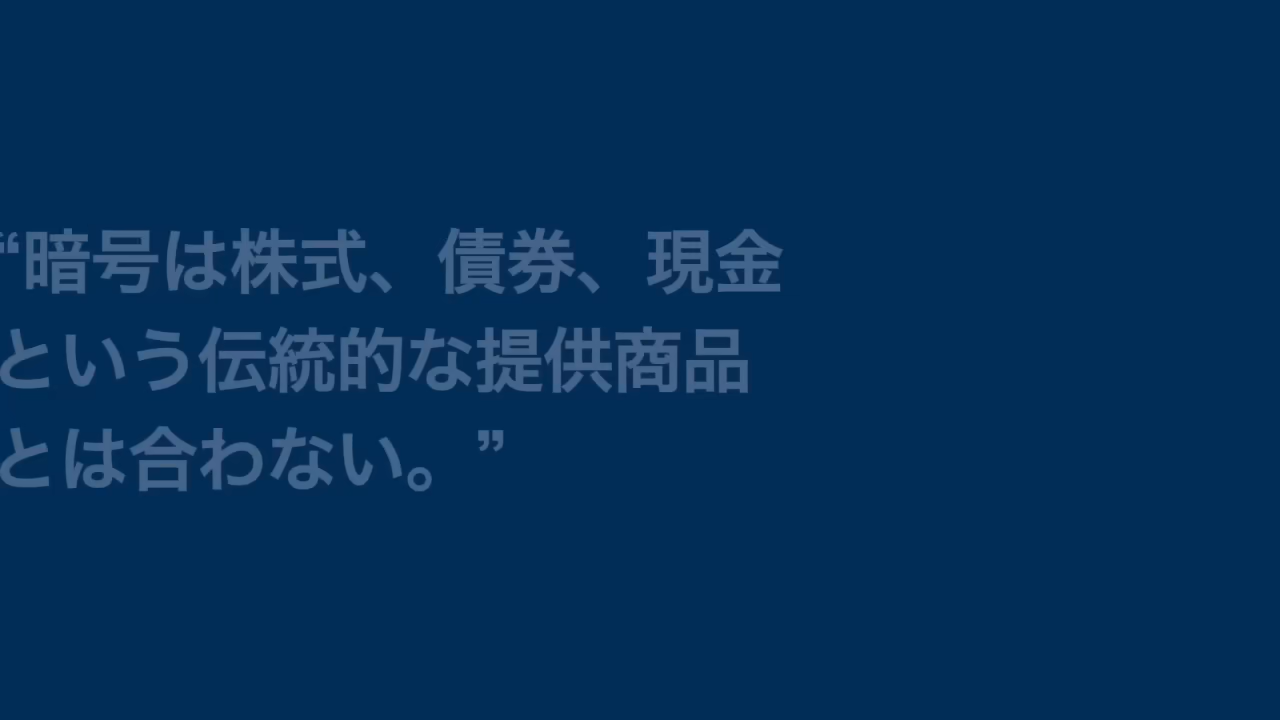 “暗号は株式、債券、現金
という伝統的な提供商品
とは合わない。”